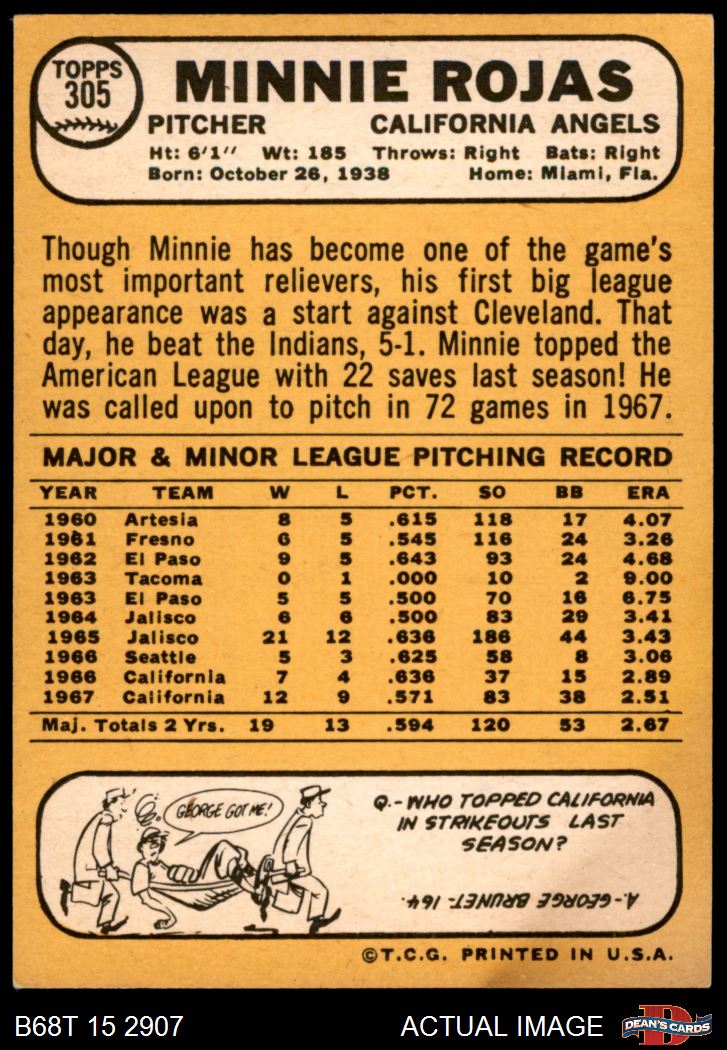 TOPPS
305
MINNIE ROJAS
PITCHER CALIFORNIA ANGELS
Ht: 6'1" Wt: 185 Throws: Right Bats: Right
Born: October 26, 1938 Home: Miami, Fla.
Though Minnie has become one of the game's
most important relievers, his first big league
appearance was a start against Cleveland. That
day, he beat the Indians, 5-1. Minnie topped the
American League with 22 saves last season! He
was called upon to pitch in 72 games in 1967.
MAJOR & MINOR LEAGUE PITCHING RECORD
YEAR TEAM W L PCT. SO BB ERA
1960 Artesia 8 5 .615 118 17 4.07
1961 Fresno 6 5 .545 116 24 3.26
1962 El Paso 9 5 .643 93 24 4.68
1963 Tacoma 0 1 .000 10 2 9.00
1963 El Paso 5 5 .500 70 16 6.75
1964 Jalisco 6 6 .500 83 29 3.41
1965 Jalisco 21 12 .636 186 44 3.43
1966 Seattle 5 3 .625 58 8 3.06
1966 California 7 4 .636 37 15 2.89
1967 California 12 9 .571 83 38 2.51
Maj. Totals 2 Yrs. 19 13 .594 120 53 2.67
GEORGE GOT ME!
Q.-WHO TOPPED CALIFORNIA
IN STRIKEOUTS LAST
SEASON?
A.-GEORGE BRUNET-164.
©T.C.G. PRINTED IN U.S.A.
B68T 15 2907 ACTUAL IMAGE D DEAN'S CARDS